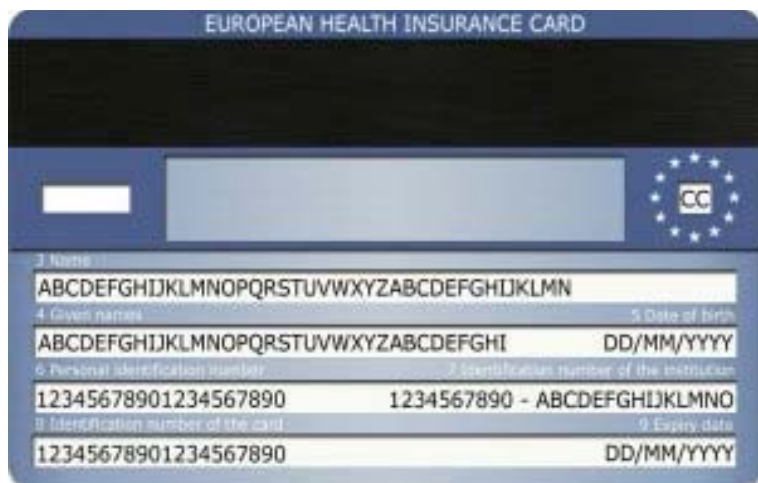 EUROPEAN HEALTH INSURANCE CARD
CC
3 Name
ABCDEFGHIJKLMNOPQRSTUVWXYZABCDEFGHIJKLMN
4 Given names 5 Date of birth
ABCDEFGHIJKLMNOPQRSTUVWXYZABCDEFGHI DD/MM/YYYY
6 Personal identification number 7 Identification number of the institution
12345678901234567890 1234567890 - ABCDEFGHIJKLMNO
8 Identification number of the card 9 Expiry date
12345678901234567890 DD/MM/YYYY